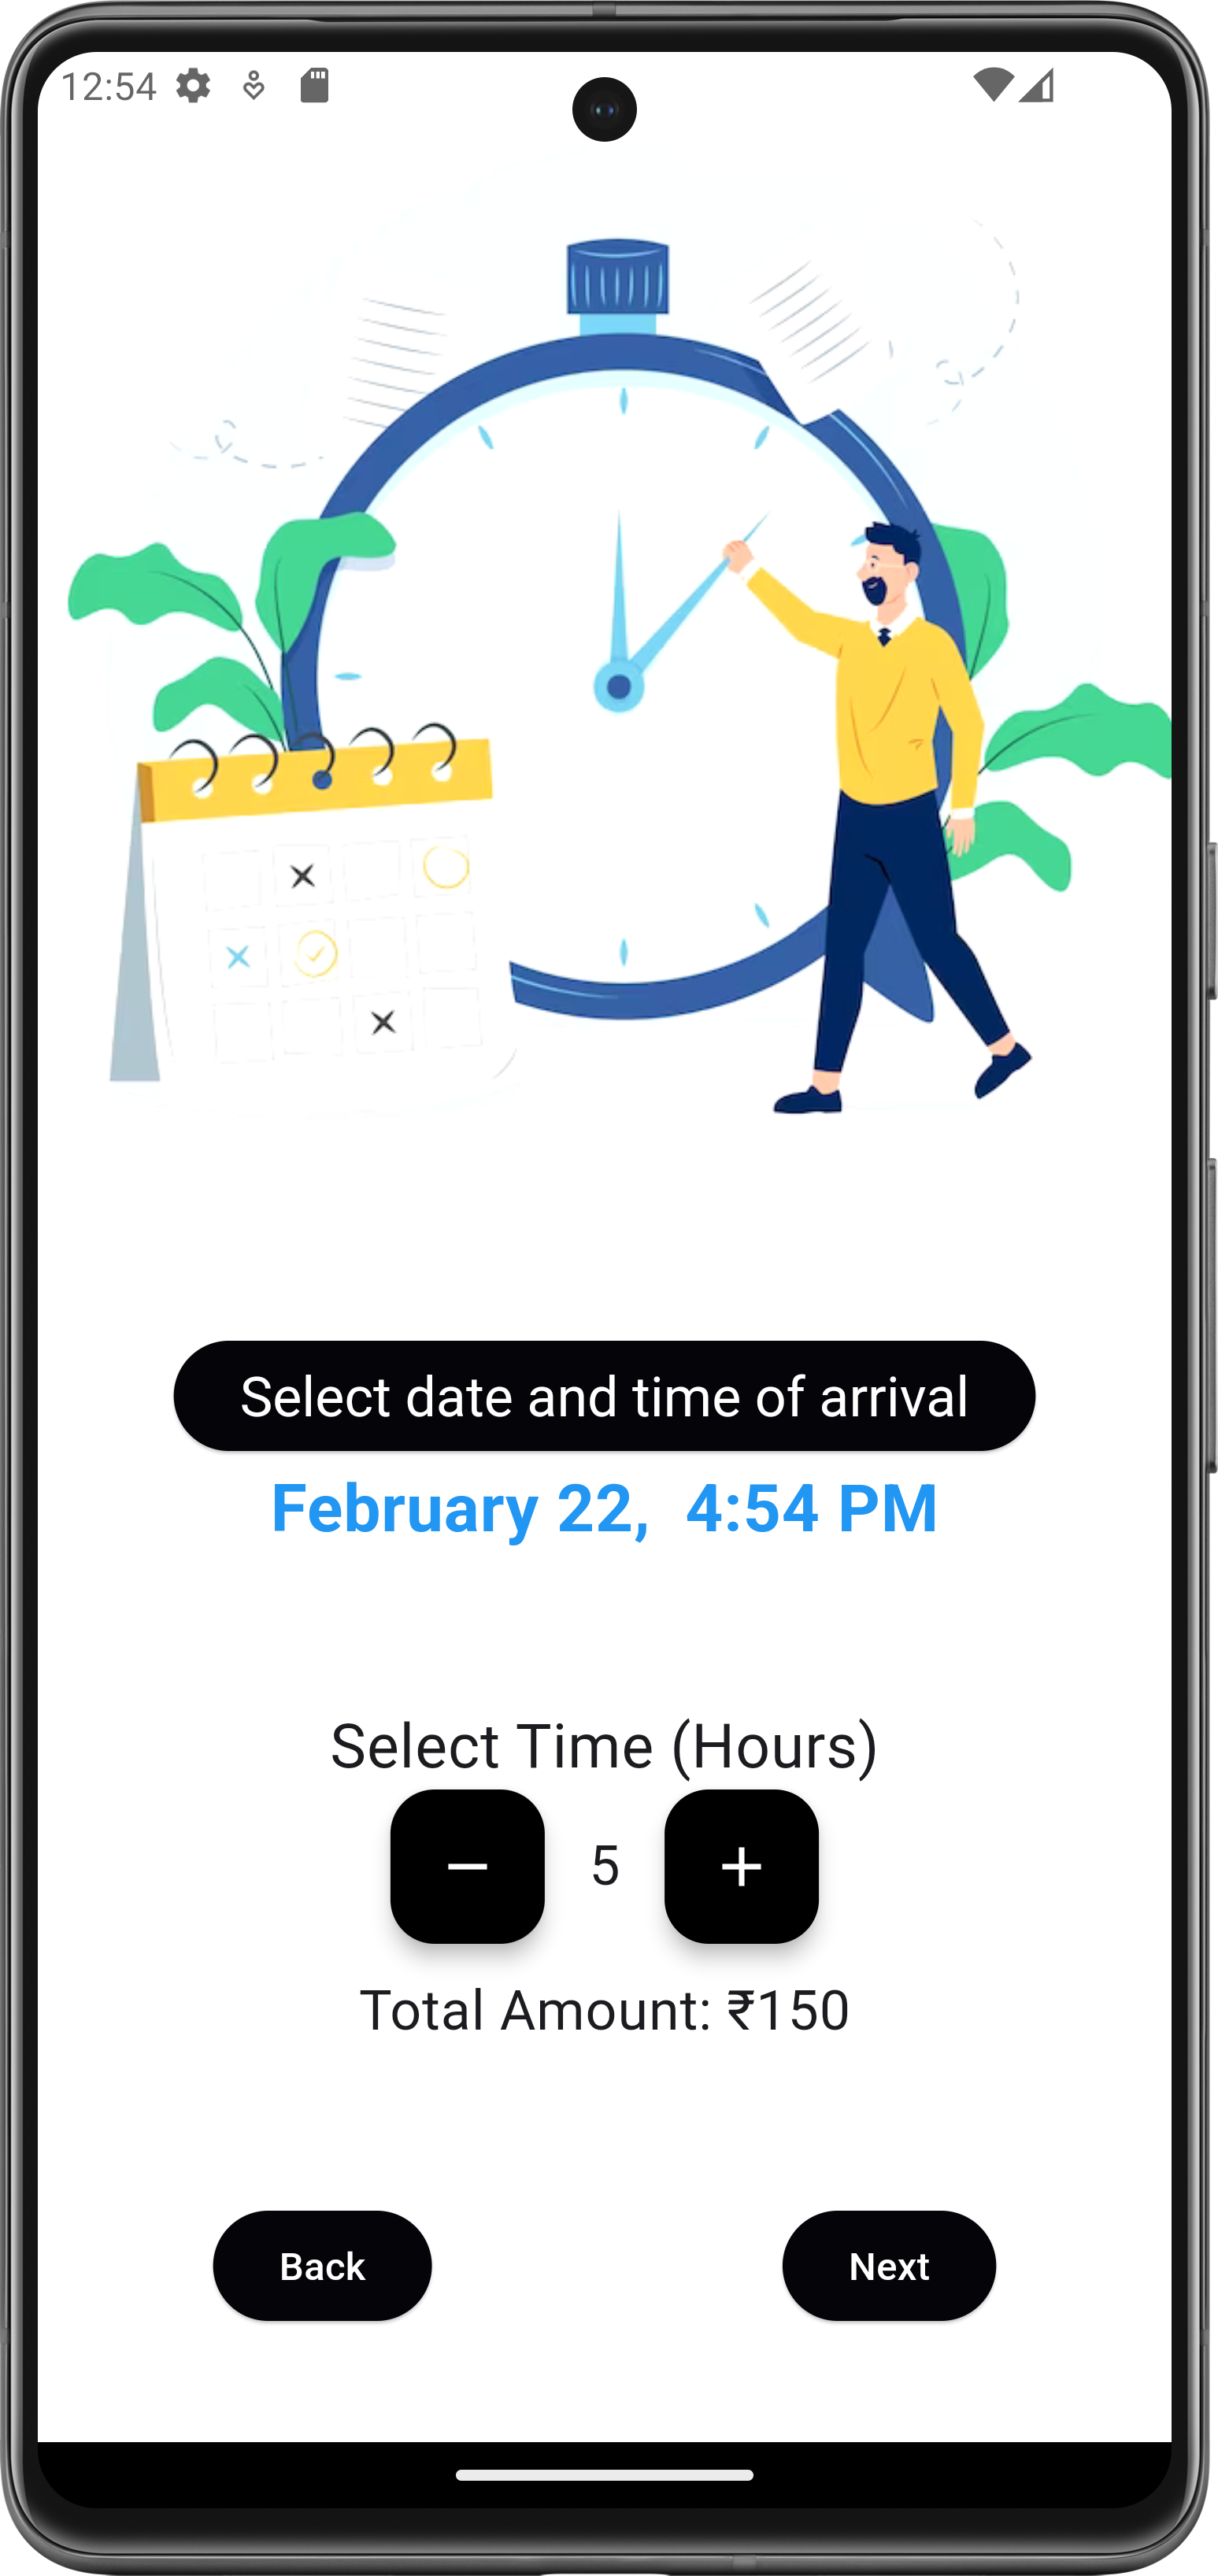 12:54
Select date and time of arrival
February 22,  4:54 PM
Select Time (Hours)
− 5 +
Total Amount: ₹150
Back Next